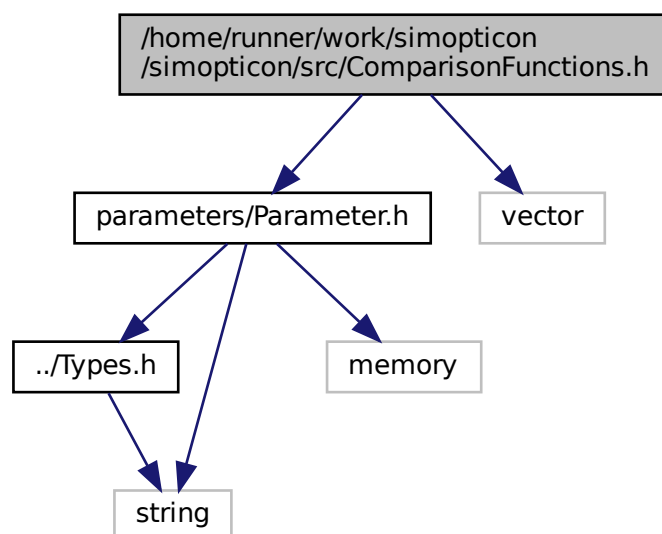 /home/runner/work/simopticon
/simopticon/src/ComparisonFunctions.h
parameters/Parameter.h
vector
../Types.h
memory
string